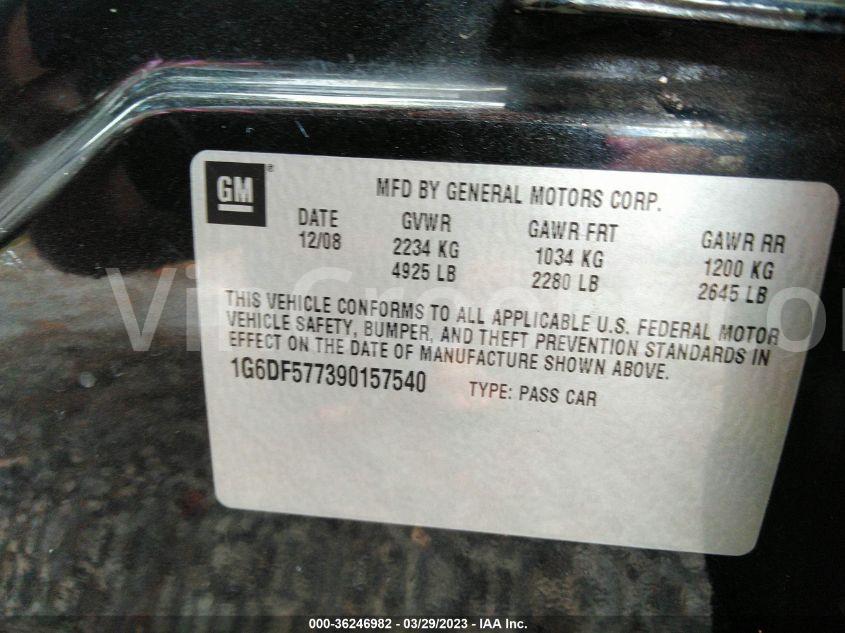 GM®
MFD BY GENERAL MOTORS CORP.
DATE GVWR GAWR FRT GAWR RR
12/08 2234 KG 1034 KG 1200 KG
4925 LB 2280 LB 2645 LB
THIS VEHICLE CONFORMS TO ALL APPLICABLE U.S. FEDERAL MOTOR
VEHICLE SAFETY, BUMPER, AND THEFT PREVENTION STANDARDS IN
EFFECT ON THE DATE OF MANUFACTURE SHOWN ABOVE.
1G6DF577390157540 TYPE: PASS CAR
000-36246982 - 03/29/2023 - IAA Inc.